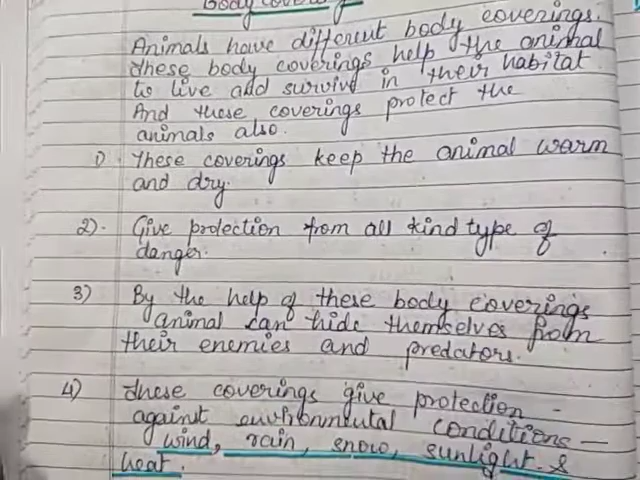 Body covering
Animals have different body coverings.
these body coverings help the animal
to live add survive in their habitat
And these coverings protect the
animals also.
1) These coverings keep the animal warm
and dry.
2). Give protection from all kind type of
danger.
3) By the help of these body coverings
animal can hide themselves from
their enemies and predators.
4) these coverings give protection -
against environmental conditions —
wind, rain, snow, sunlight &
heat.